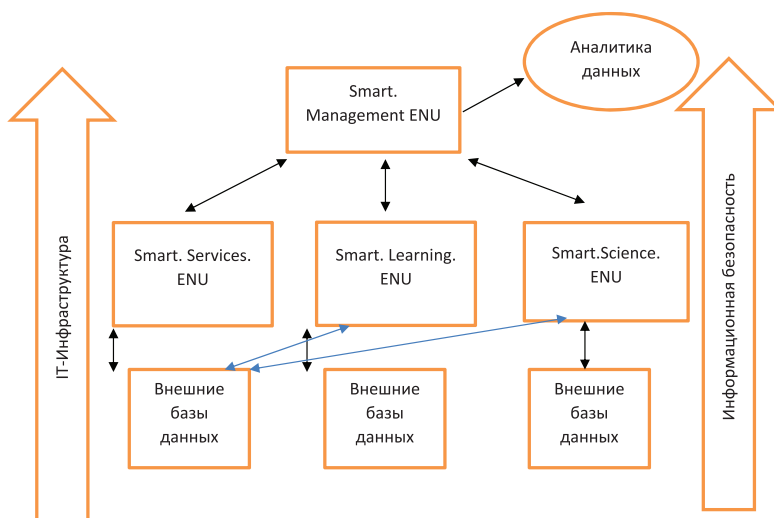 Аналитика
данных
Smart.
Management ENU
Smart. Services.
ENU
Smart. Learning.
ENU
Smart.Science.
ENU
IT-Инфраструктура
Информационная безопасность
Внешние
базы
данных
Внешние
базы
данных
Внешние
базы
данных